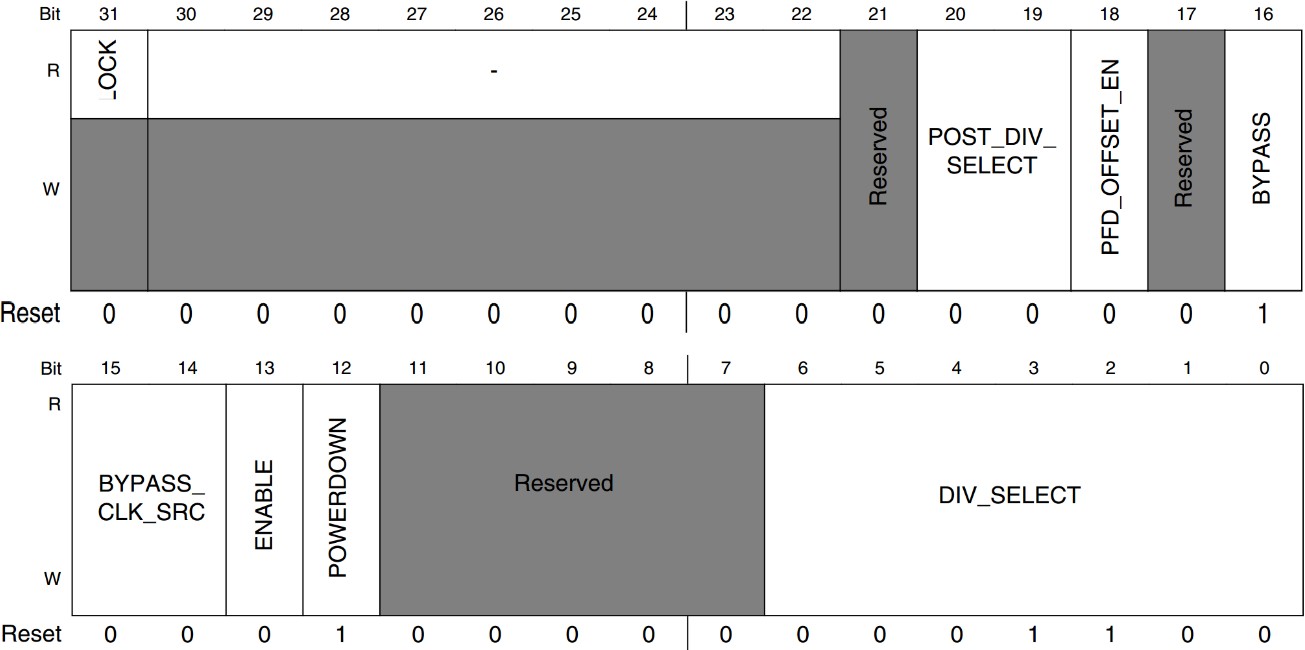 Bit 31 30 29 28 27 26 25 24 23 22 21 20 19 18 17 16
R
LOCK
-
Reserved
POST_DIV_
SELECT
PFD_OFFSET_EN
Reserved
BYPASS
W
Reset 0 0 0 0 0 0 0 0 0 0 0 0 0 0 0 1
Bit 15 14 13 12 11 10 9 8 7 6 5 4 3 2 1 0
R
BYPASS_
CLK_SRC
ENABLE
POWERDOWN
Reserved
DIV_SELECT
W
Reset 0 0 0 1 0 0 0 0 0 0 0 0 1 1 0 0